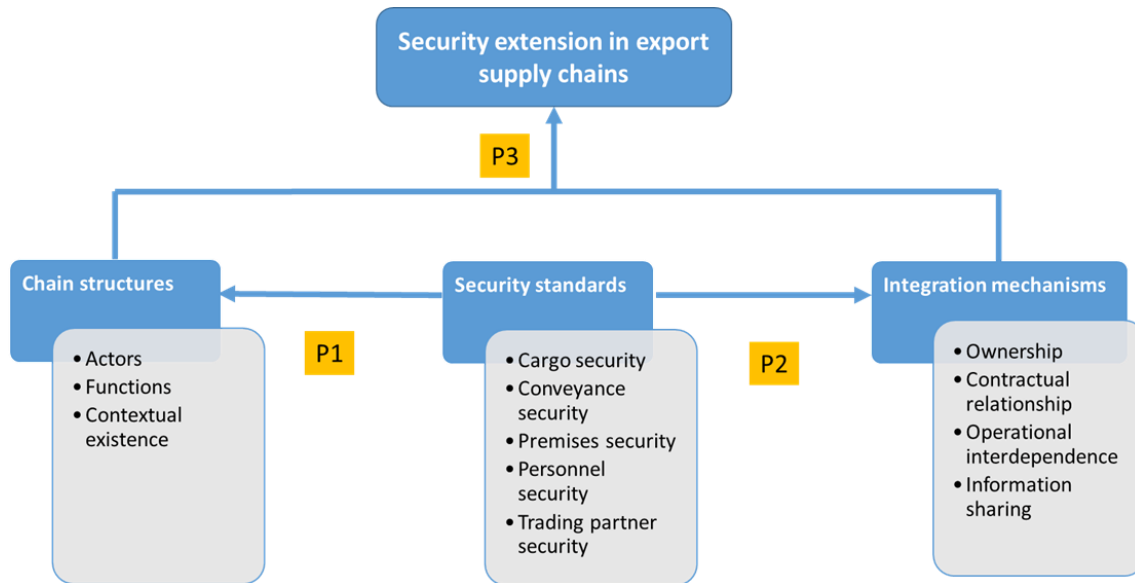 Security extension in export
supply chains
P3
Chain structures
Security standards
Integration mechanisms
P1
P2
• Actors
• Functions
• Contextual
existence
• Cargo security
• Conveyance
security
• Premises security
• Personnel
security
• Trading partner
security
• Ownership
• Contractual
relationship
• Operational
interdependence
• Information
sharing